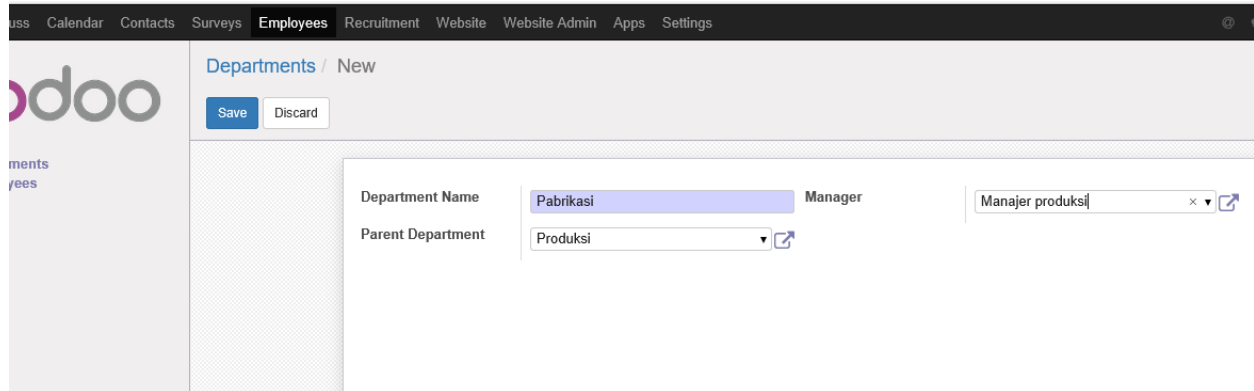 uss Calendar Contacts Surveys Employees Recruitment Website Website Admin Apps Settings @
odoo
Departments / New
Save Discard
ments
yees
Department Name Pabrikasi Manager Manajer produksi ×
Parent Department Produksi